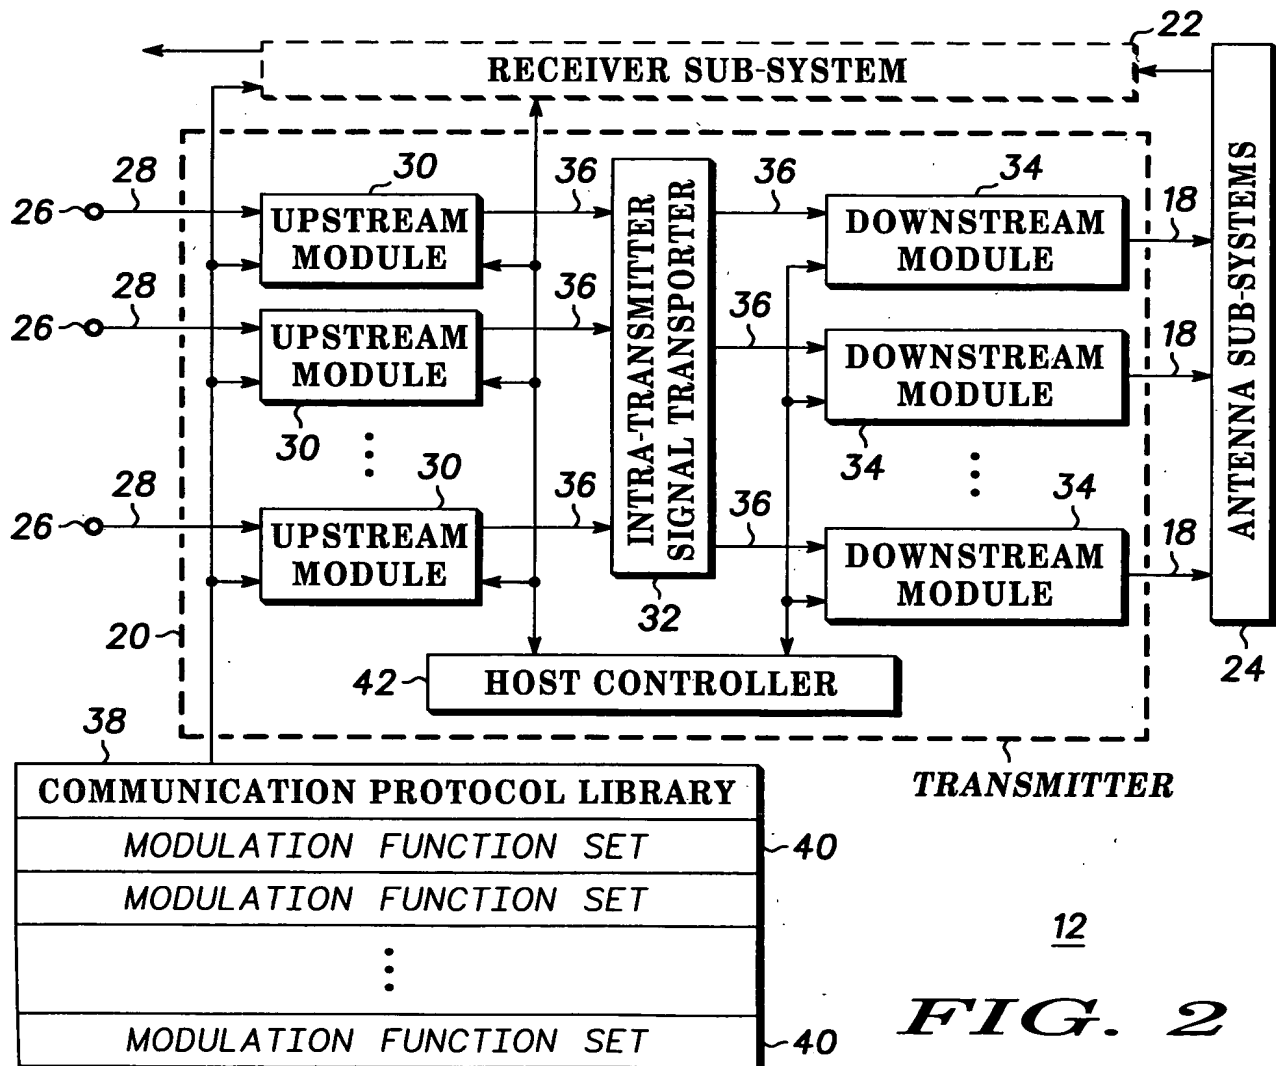 22
RECEIVER SUB-SYSTEM
28 30 36 36 34 18
26 UPSTREAM MODULE DOWNSTREAM MODULE
28 36 36 18
26 UPSTREAM MODULE DOWNSTREAM MODULE
30 34
INTRA-TRANSMITTER
SIGNAL TRANSPORTER
ANTENNA SUB-SYSTEMS
28 30 36 36 34 18
26 UPSTREAM MODULE DOWNSTREAM MODULE
20 32 24
42 HOST CONTROLLER
38 TRANSMITTER
COMMUNICATION PROTOCOL LIBRARY
MODULATION FUNCTION SET 40
MODULATION FUNCTION SET
MODULATION FUNCTION SET 40
12
FIG. 2